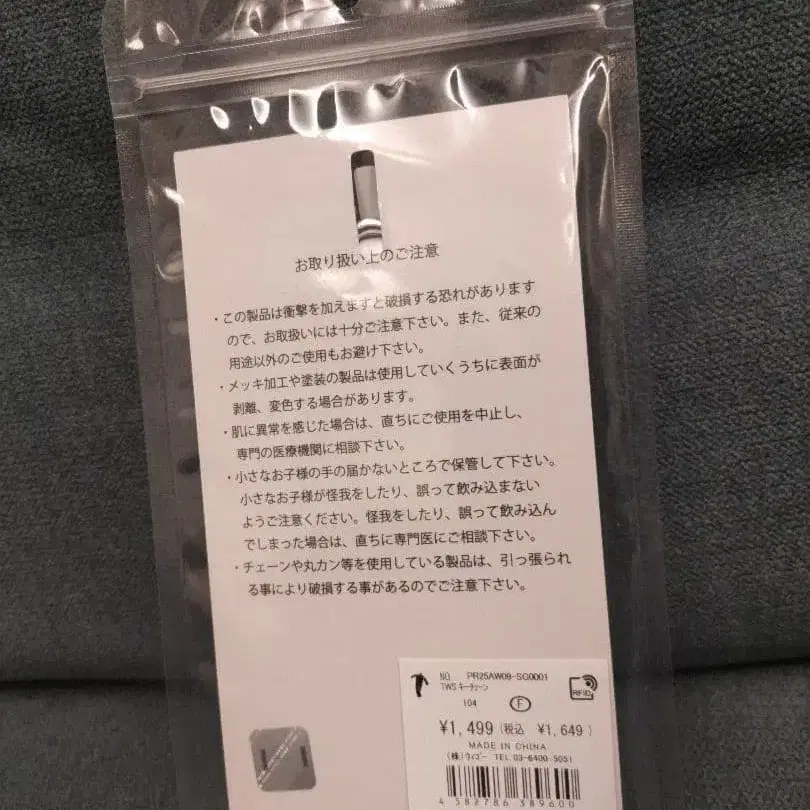 お取り扱い上のご注意
・この製品は衝撃を加えますと破損する恐れがあります
ので、お取扱いには十分ご注意下さい。また、従来の
用途以外のご使用もお避け下さい。
・メッキ加工や塗装の製品は使用していくうちに表面が
剥離、変色する場合があります。
・肌に異常を感じた場合は、直ちにご使用を中止し、
専門の医療機関に相談下さい。
・小さなお子様の手の届かないところで保管して下さい。
小さなお子様が怪我をしたり、誤って飲み込まない
ようご注意ください。怪我をしたり、誤って飲み込ん
でしまった場合は、直ちに専門医にご相談下さい。
・チェーンや丸カン等を使用している製品は、引っ張られ
る事により破損する事があるのでご注意下さい。
NO. PR25AW09-SG0001
TWS キーチェーン
104 F
RFID
¥1,499(税込 ¥1,649)
MADE IN CHINA
(株)ウィゴー TEL 03-6400-5051
4 582786 389600